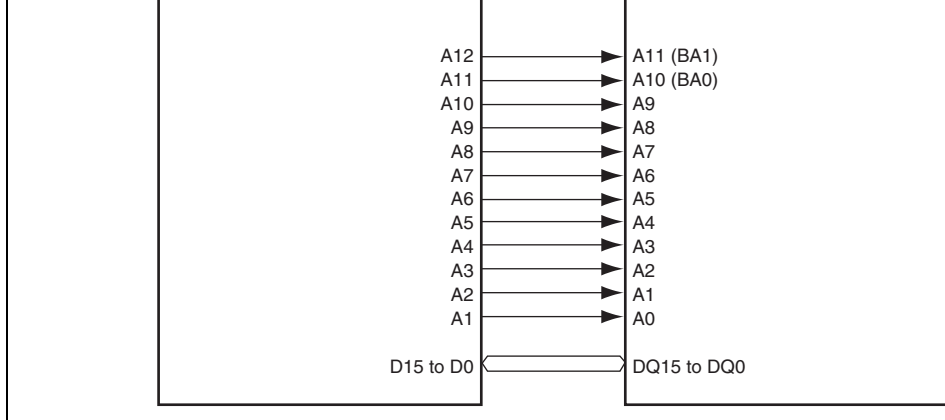 A12 A11 (BA1)
A11 A10 (BA0)
A10 A9
A9 A8
A8 A7
A7 A6
A6 A5
A5 A4
A4 A3
A3 A2
A2 A1
A1 A0
D15 to D0 DQ15 to DQ0